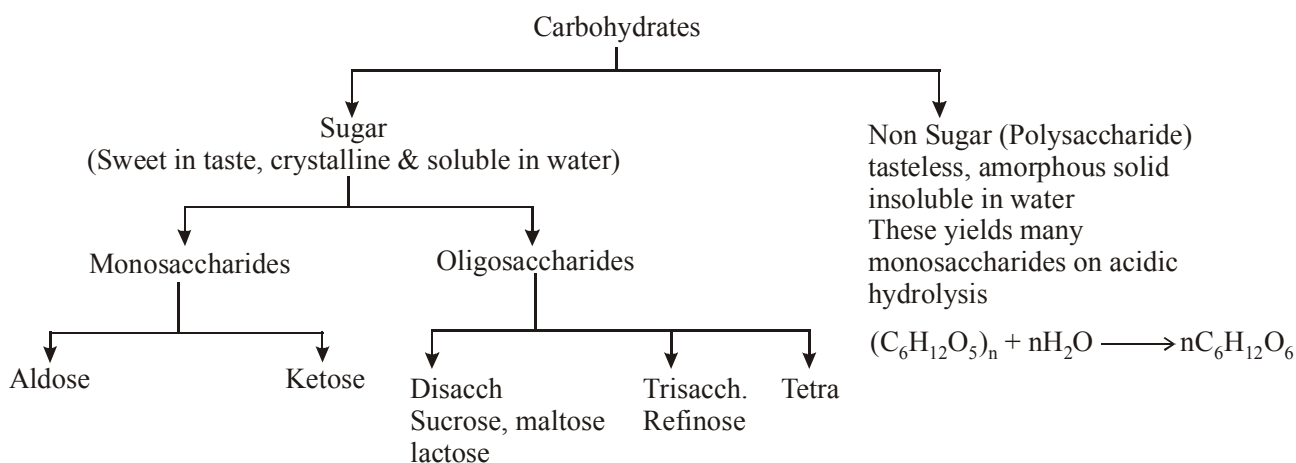 Carbohydrates
Sugar
(Sweet in taste, crystalline & soluble in water)
Non Sugar (Polysaccharide)
tasteless, amorphous solid
insoluble in water
These yields many
monosaccharides on acidic
hydrolysis
(C₆H₁₂O₅)ₙ + nH₂O ⟶ nC₆H₁₂O₆
Monosaccharides
Oligosaccharides
Aldose
Ketose
Disacch
Sucrose, maltose
lactose
Trisacch.
Refinose
Tetra